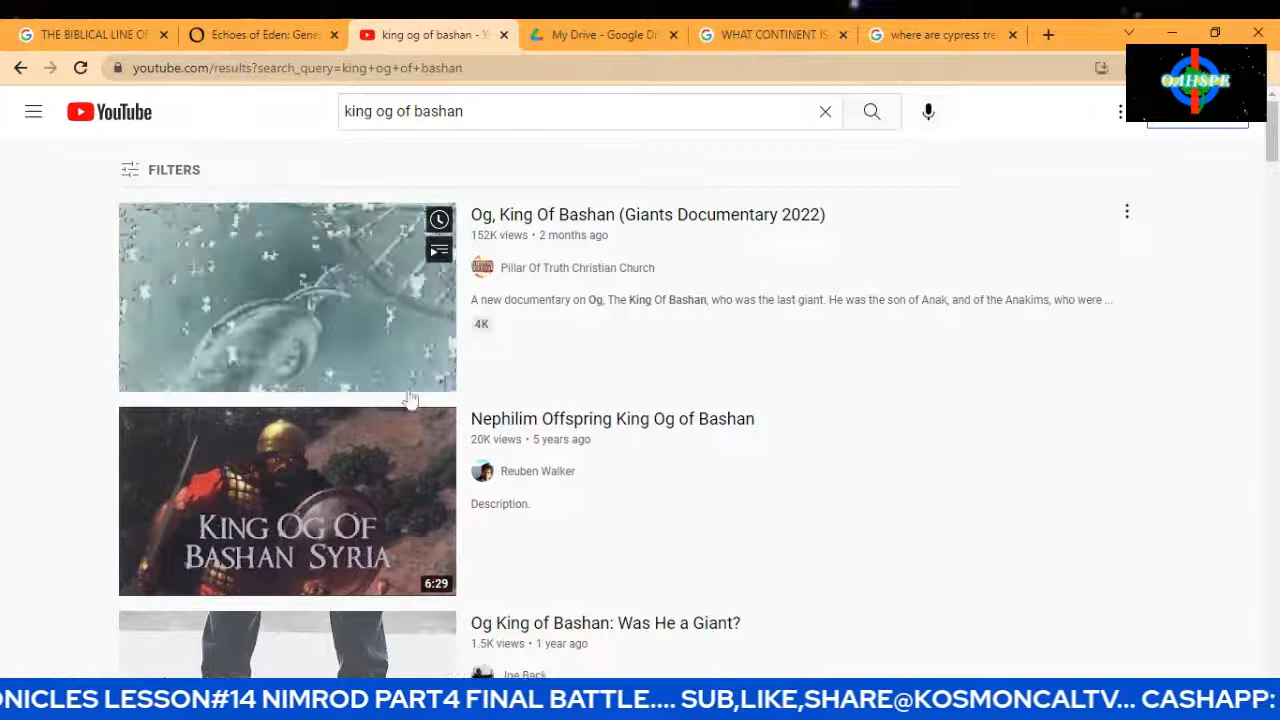 THE BIBLICAL LINE OF
Echoes of Eden: Gene
king og of bashan - Y
My Drive - Google Dr
WHAT CONTINENT IS
where are cypress tre
youtube.com/results?search_query=king+og+of+bashan
OAHSPE
YouTube
king og of bashan
FILTERS
Og, King Of Bashan (Giants Documentary 2022)
152K views • 2 months ago
Pillar Of Truth Christian Church
A new documentary on Og, The King Of Bashan, who was the last giant. He was the son of Anak, and of the Anakims, who were ...
4K
KING OG OF
BASHAN SYRIA
6:29
Nephilim Offspring King Og of Bashan
20K views • 5 years ago
Reuben Walker
Description.
Og King of Bashan: Was He a Giant?
1.5K views • 1 year ago
Joe Back
ONICLES LESSON#14 NIMROD PART4 FINAL BATTLE.... SUB,LIKE,SHARE@KOSMONCALTV... CASHAPP: